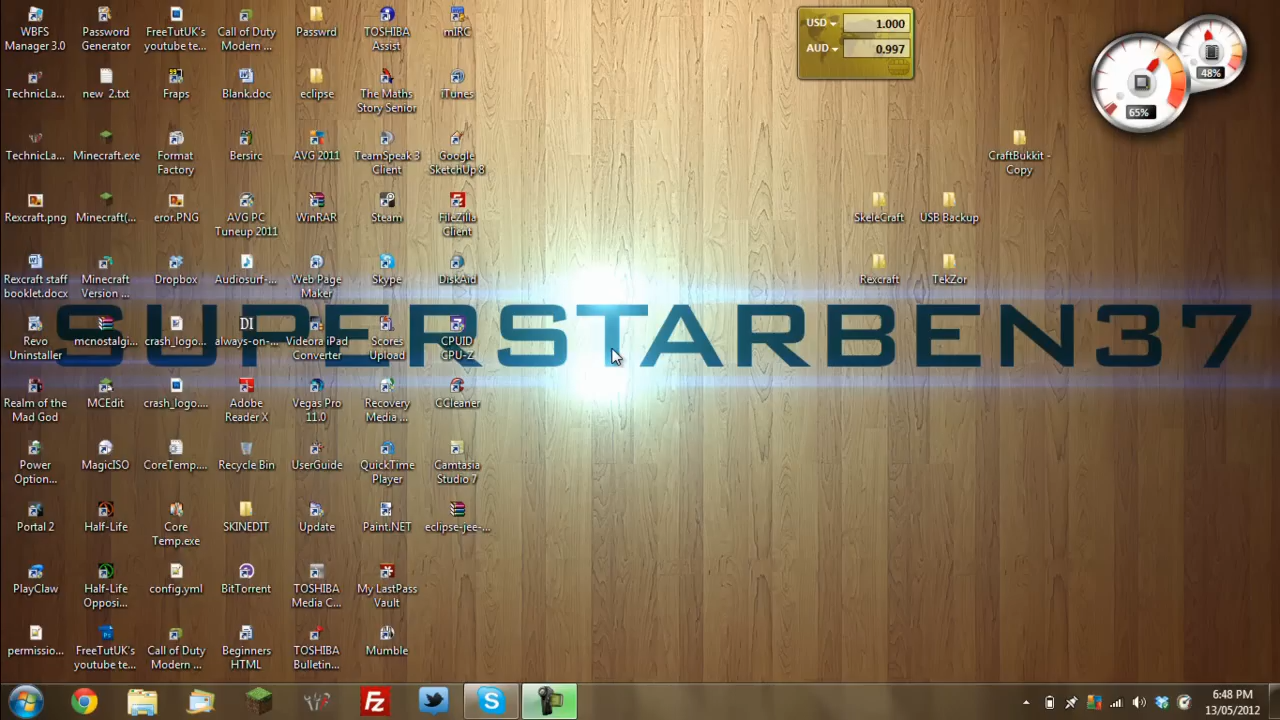 WBFS
Manager 3.0
Password
Generator
FreeTutUK's
youtube te...
Call of Duty
Modern ...
Passwrd
TOSHIBA
Assist
mIRC
USD
1.000
AUD
0.997
48%
65%
TechnicLa...
new 2.txt
Fraps
Blank.doc
eclipse
The Maths
Story Senior
iTunes
TechnicLa...
Minecraft.exe
Format
Factory
Bersirc
AVG 2011
TeamSpeak 3
Client
Google
SketchUp 8
CraftBukkit -
Copy
Rexcraft.png
Minecraft(...
eror.PNG
AVG PC
Tuneup 2011
WinRAR
Steam
FileZilla
Client
SkeleCraft
USB Backup
Rexcraft staff
booklet.docx
Minecraft
Version ...
Dropbox
Audiosurf-...
Web Page
Maker
Skype
DiskAid
Rexcraft
TekZor
SUPERSTARBEN37
Revo
Uninstaller
mcnostalgi...
crash_logo...
DI
always-on-...
Videora iPad
Converter
Scores
Upload
CPUID
CPU-Z
Realm of the
Mad God
MCEdit
crash_logo....
Adobe
Reader X
Vegas Pro
11.0
Recovery
Media ...
CCleaner
Power
Option...
MagicISO
CoreTemp....
Recycle Bin
UserGuide
QuickTime
Player
Camtasia
Studio 7
Portal 2
Half-Life
Core
Temp.exe
SKINEDIT
Update
Paint.NET
eclipse-jee-...
PlayClaw
Half-Life
Opposi...
config.yml
BitTorrent
TOSHIBA
Media C...
My LastPass
Vault
permissio...
FreeTutUK's
youtube te...
Call of Duty
Modern ...
Beginners
HTML
TOSHIBA
Bulletin...
Mumble
6:48 PM
13/05/2012